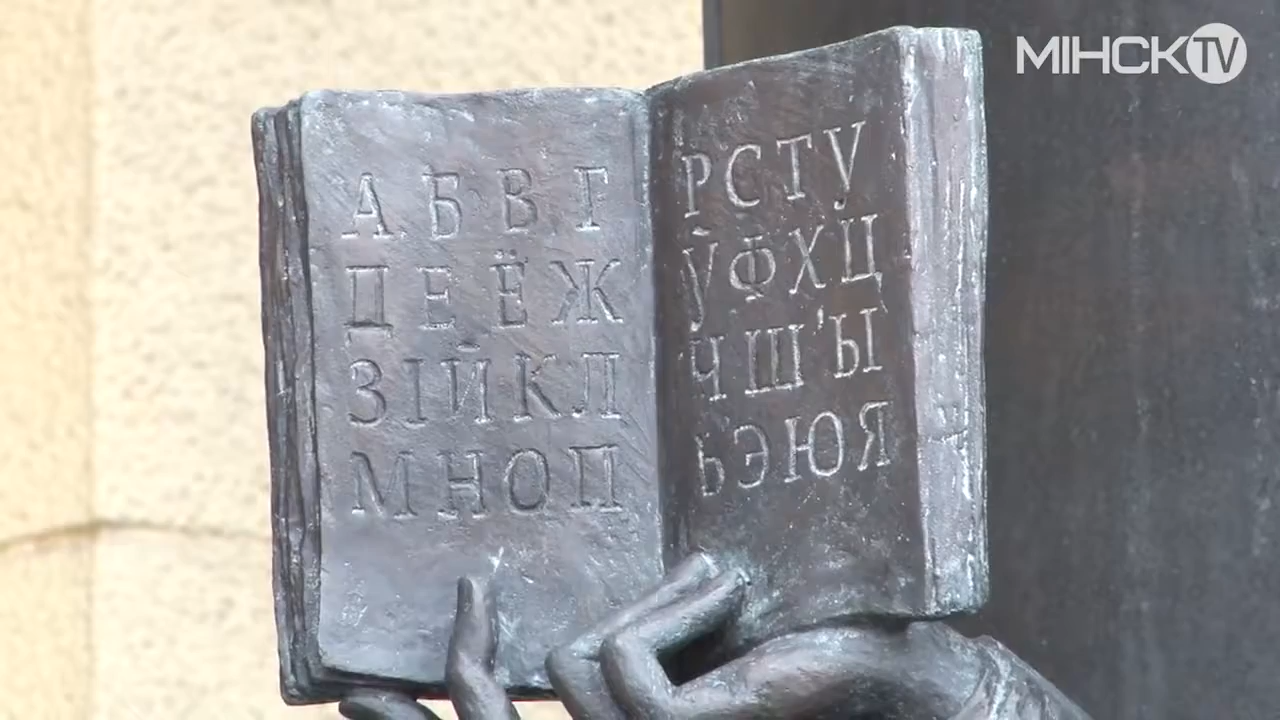 МІНСКTV
А Б В Г
Д Е Ё Ж
З І Й К Л
М Н О П
Р С Т У
Ў Ф Х Ц
Ч Ш ' Ы
Ь Э Ю Я